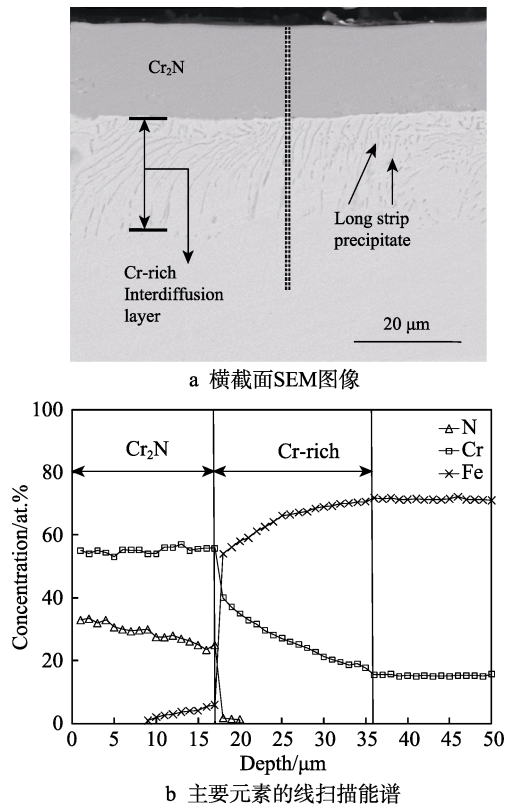 Cr₂N
Long strip
precipitate
Cr-rich
Interdiffusion
layer
20 μm
a 横截面SEM图像
100
80
60
40
20
0
Concentration/at.%
Cr₂N
Cr-rich
N
Cr
Fe
0 5 10 15 20 25 30 35 40 45 50
Depth/μm
b 主要元素的线扫描能谱